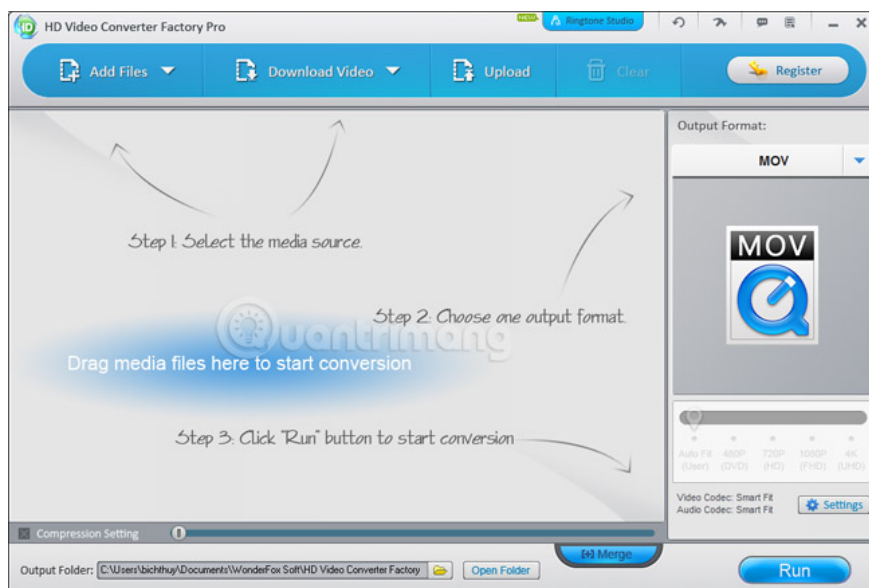 HD Video Converter Factory Pro
NEW
Ringtone Studio
Add Files
Download Video
Upload
Clear
Register
Output Format:
MOV
MOV
Step 1: Select the media source.
Step 2: Choose one output format.
Quantrimang
Drag media files here to start conversion
Step 3: Click "Run" button to start conversion
Auto Fit 480P 720P 1080P 4K
(User) (DVD) (HD) (FHD) (UHD)
Video Codec: Smart Fit
Audio Codec: Smart Fit
Settings
Compression Setting
Merge
Output Folder: C:\Users\bichthuy\Documents\WonderFox Soft\HD Video Converter Factory
Open Folder
Run